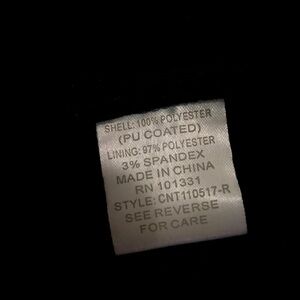 SHELL: 100% POLYESTER
(PU COATED)
LINING: 97% POLYESTER
3% SPANDEX
MADE IN CHINA
RN 101331
STYLE: CNT110517-R
SEE REVERSE
FOR CARE